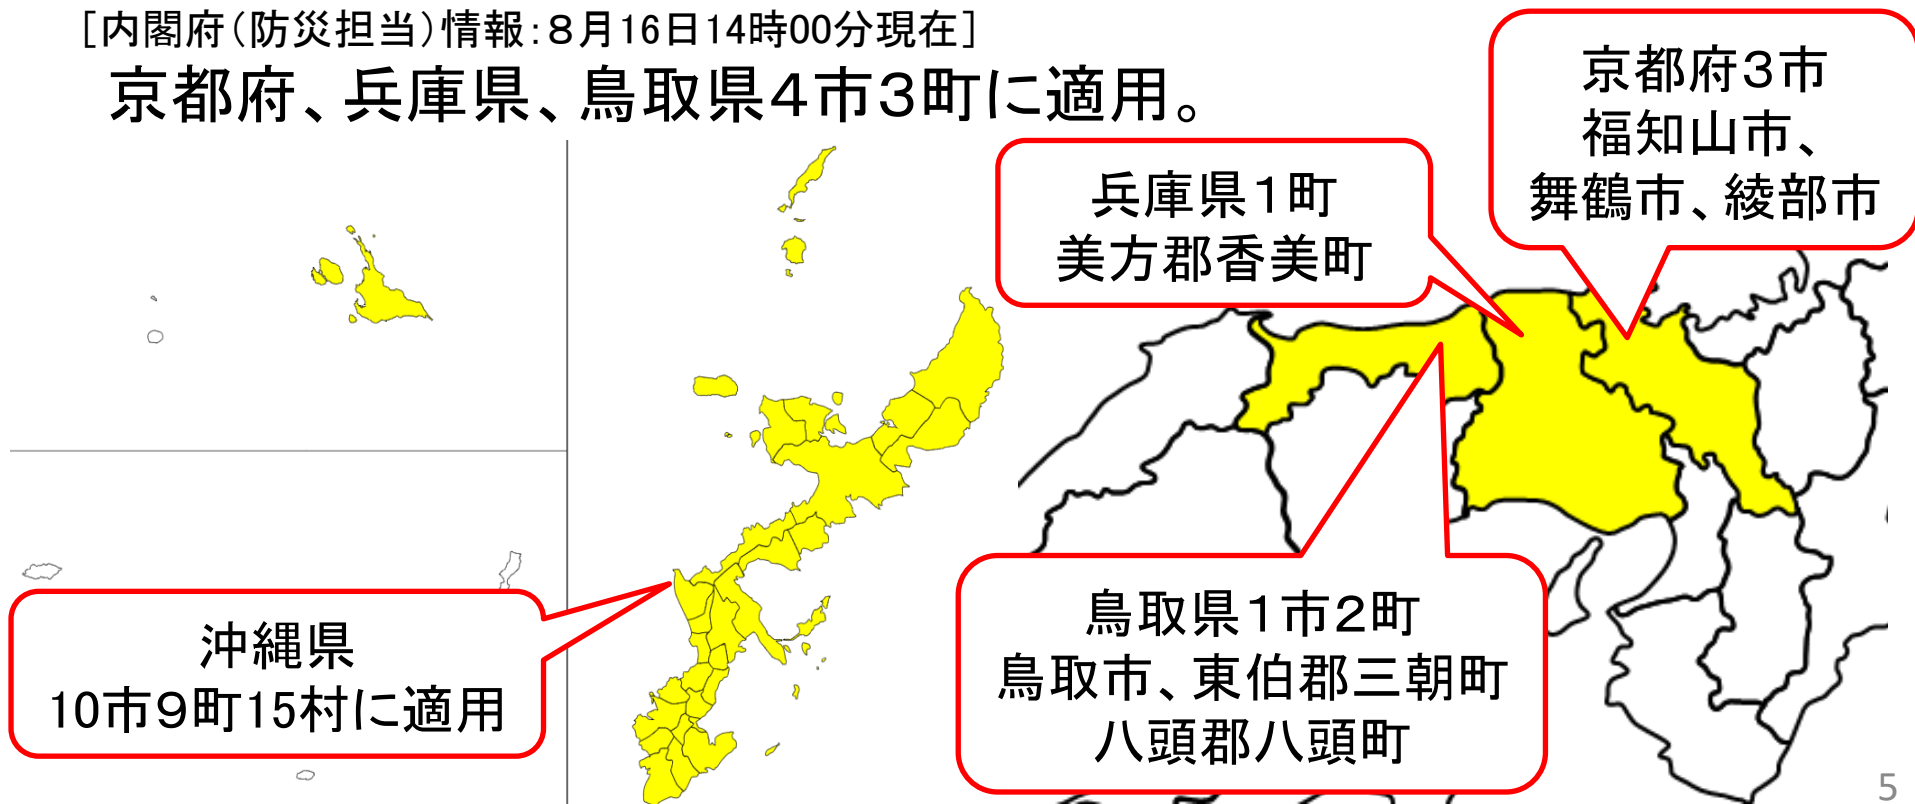 ［内閣府（防災担当）情報：８月16日14時00分現在］
京都府、兵庫県、鳥取県４市３町に適用。
京都府３市
福知山市、
舞鶴市、綾部市
兵庫県１町
美方郡香美町
沖縄県
10市９町15村に適用
鳥取県１市２町
鳥取市、東伯郡三朝町
八頭郡八頭町
5